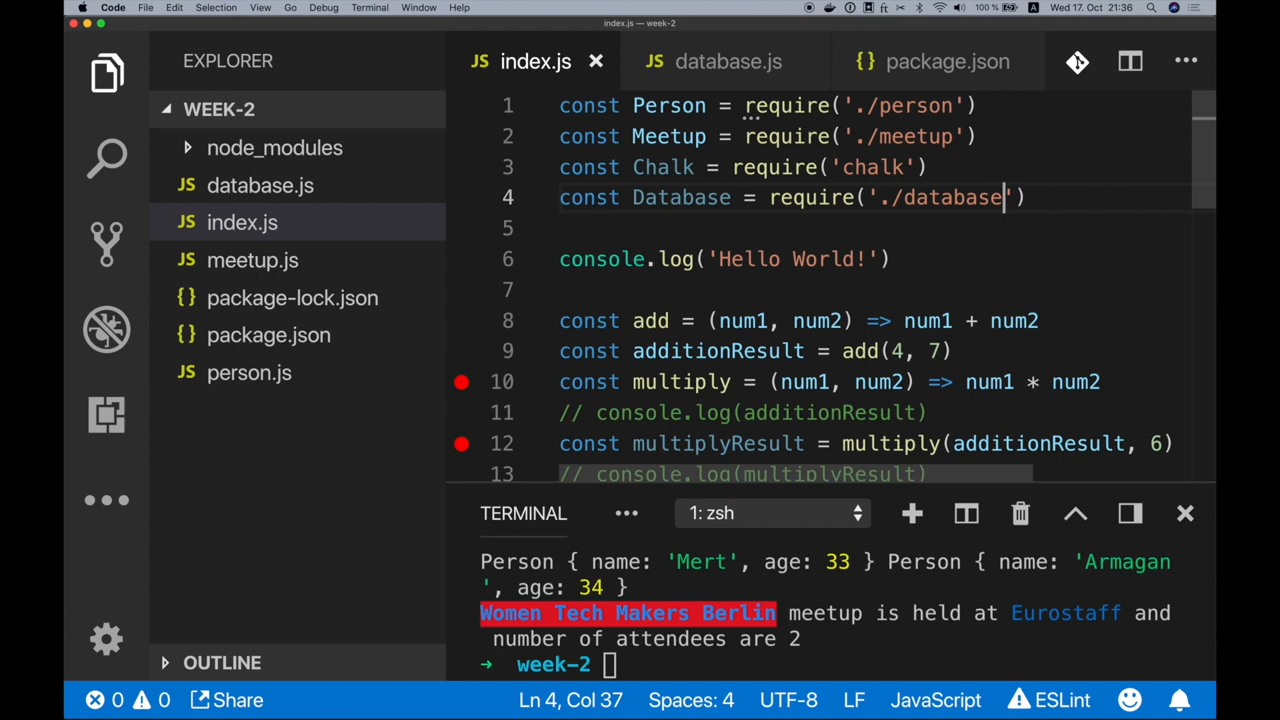 Code File Edit Selection View Go Debug Terminal Window Help 100 % A Wed 17. Oct 21:36
index.js — week-2
EXPLORER
WEEK-2
node_modules
JS database.js
JS index.js
JS meetup.js
{} package-lock.json
{} package.json
JS person.js
OUTLINE
JS index.js JS database.js {} package.json
1 const Person = require('./person')
2 const Meetup = require('./meetup')
3 const Chalk = require('chalk')
4 const Database = require('./database')
5
6 console.log('Hello World!')
7
8 const add = (num1, num2) => num1 + num2
9 const additionResult = add(4, 7)
10 const multiply = (num1, num2) => num1 * num2
11 // console.log(additionResult)
12 const multiplyResult = multiply(additionResult, 6)
13 // console.log(multiplyResult)
TERMINAL 1: zsh
Person { name: 'Mert', age: 33 } Person { name: 'Armagan
', age: 34 }
Women Tech Makers Berlin meetup is held at Eurostaff and
number of attendees are 2
→ week-2
0 0 Share Ln 4, Col 37 Spaces: 4 UTF-8 LF JavaScript ESLint